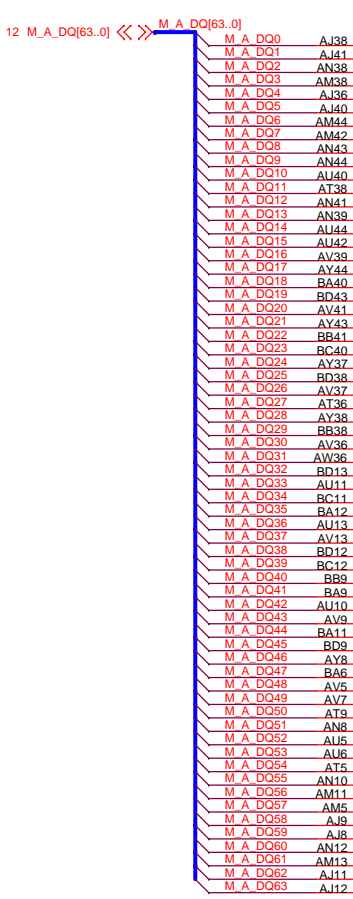 M_A_DQ[63..0]
12 M_A_DQ[63..0]
M_A_DQ0 AJ38
M_A_DQ1 AJ41
M_A_DQ2 AN38
M_A_DQ3 AM38
M_A_DQ4 AJ36
M_A_DQ5 AJ40
M_A_DQ6 AM44
M_A_DQ7 AM42
M_A_DQ8 AN43
M_A_DQ9 AN44
M_A_DQ10 AU40
M_A_DQ11 AT38
M_A_DQ12 AN41
M_A_DQ13 AN39
M_A_DQ14 AU44
M_A_DQ15 AU42
M_A_DQ16 AV39
M_A_DQ17 AY44
M_A_DQ18 BA40
M_A_DQ19 BD43
M_A_DQ20 AV41
M_A_DQ21 AY43
M_A_DQ22 BB41
M_A_DQ23 BC40
M_A_DQ24 AY37
M_A_DQ25 BD38
M_A_DQ26 AV37
M_A_DQ27 AT36
M_A_DQ28 AY38
M_A_DQ29 BB38
M_A_DQ30 AV36
M_A_DQ31 AW36
M_A_DQ32 BD13
M_A_DQ33 AU11
M_A_DQ34 BC11
M_A_DQ35 BA12
M_A_DQ36 AU13
M_A_DQ37 AV13
M_A_DQ38 BD12
M_A_DQ39 BC12
M_A_DQ40 BB9
M_A_DQ41 BA9
M_A_DQ42 AU10
M_A_DQ43 AV9
M_A_DQ44 BA11
M_A_DQ45 BD9
M_A_DQ46 AY8
M_A_DQ47 BA6
M_A_DQ48 AV5
M_A_DQ49 AV7
M_A_DQ50 AT9
M_A_DQ51 AN8
M_A_DQ52 AU5
M_A_DQ53 AU6
M_A_DQ54 AT5
M_A_DQ55 AN10
M_A_DQ56 AM11
M_A_DQ57 AM5
M_A_DQ58 AJ9
M_A_DQ59 AJ8
M_A_DQ60 AN12
M_A_DQ61 AM13
M_A_DQ62 AJ11
M_A_DQ63 AJ12